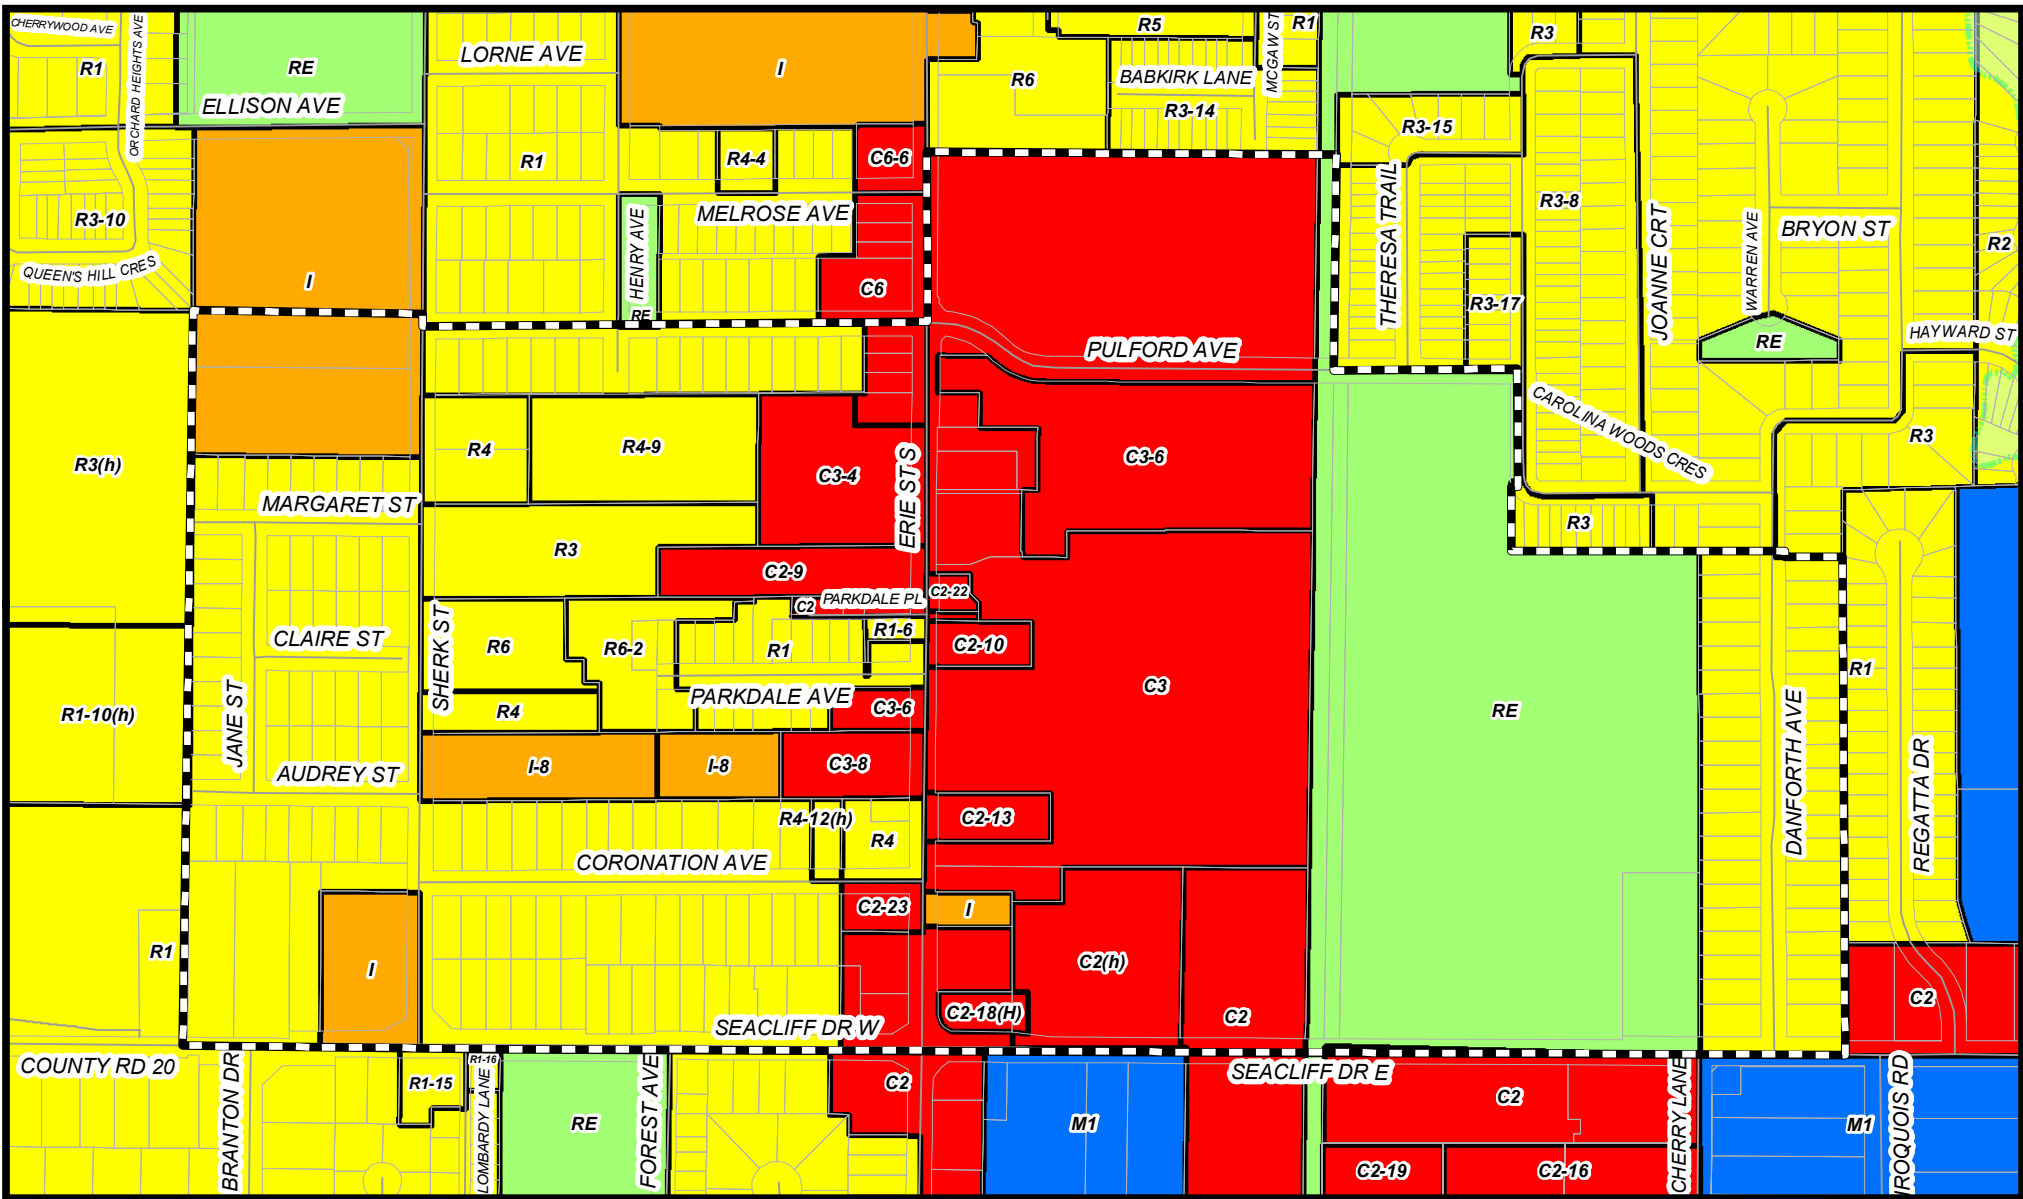 CHERRYWOOD AVE
ORCHARD HEIGHTS AVE
R1
RE
LORNE AVE
I
R5
MCGAW ST
R1
R3
R6
BABKIRK LANE
R3-14
ELLISON AVE
R1
R4-4
C6-6
R3-15
R3-10
MELROSE AVE
HENRY AVE
THERESA TRAIL
R3-8
JOANNE CRT
WARREN AVE
BRYON ST
R2
QUEEN'S HILL CRES
I
C6
RE
R3-17
HAYWARD ST
RE
PULFORD AVE
CAROLINA WOODS CRES
R3
R3(h)
R4
R4-9
C3-4
ERIE ST S
C3-6
MARGARET ST
R3
R3
C2-9
C2-22
C2
PARKDALE PL
R1-6
C2-10
CLAIRE ST
SHERK ST
R6
R6-2
R1
C3
RE
R1
JANE ST
R1-10(h)
R4
PARKDALE AVE
C3-6
DANFORTH AVE
REGATTA DR
AUDREY ST
I-8
I-8
C3-8
R4-12(h)
R4
C2-13
CORONATION AVE
C2-23
I
R1
I
C2(h)
C2-18(H)
C2
C2
SEACLIFF DR W
COUNTY RD 20
BRANTON DR
R1-15
R1-16
LOMBARDY LANE
RE
FOREST AVE
C2
M1
SEACLIFF DR E
C2
CHERRY LANE
M1
IROQUOIS RD
C2-19
C2-16